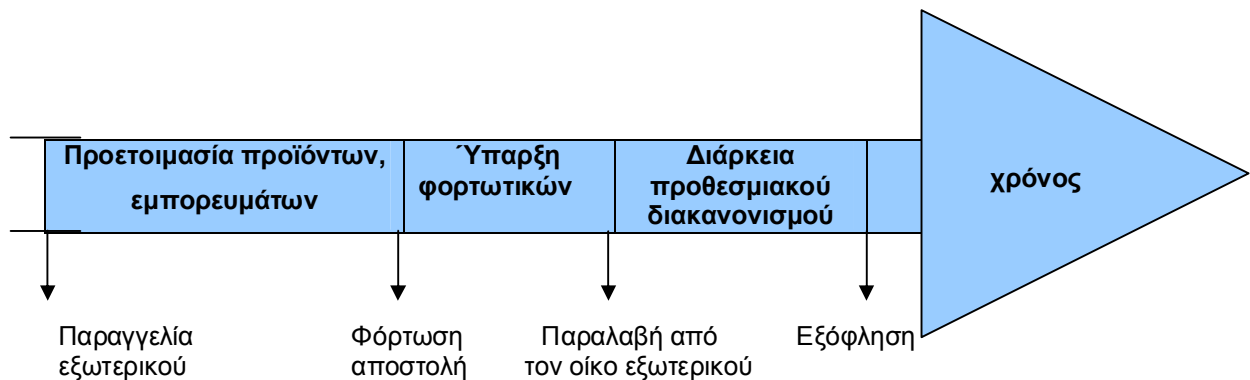 Προετοιμασία προϊόντων,
εμπορευμάτων
Ύπαρξη
φορτωτικών
Διάρκεια
προθεσμιακού
διακανονισμού
χρόνος
Παραγγελία
εξωτερικού
Φόρτωση
αποστολή
Παραλαβή από
τον οίκο εξωτερικού
Εξόφληση